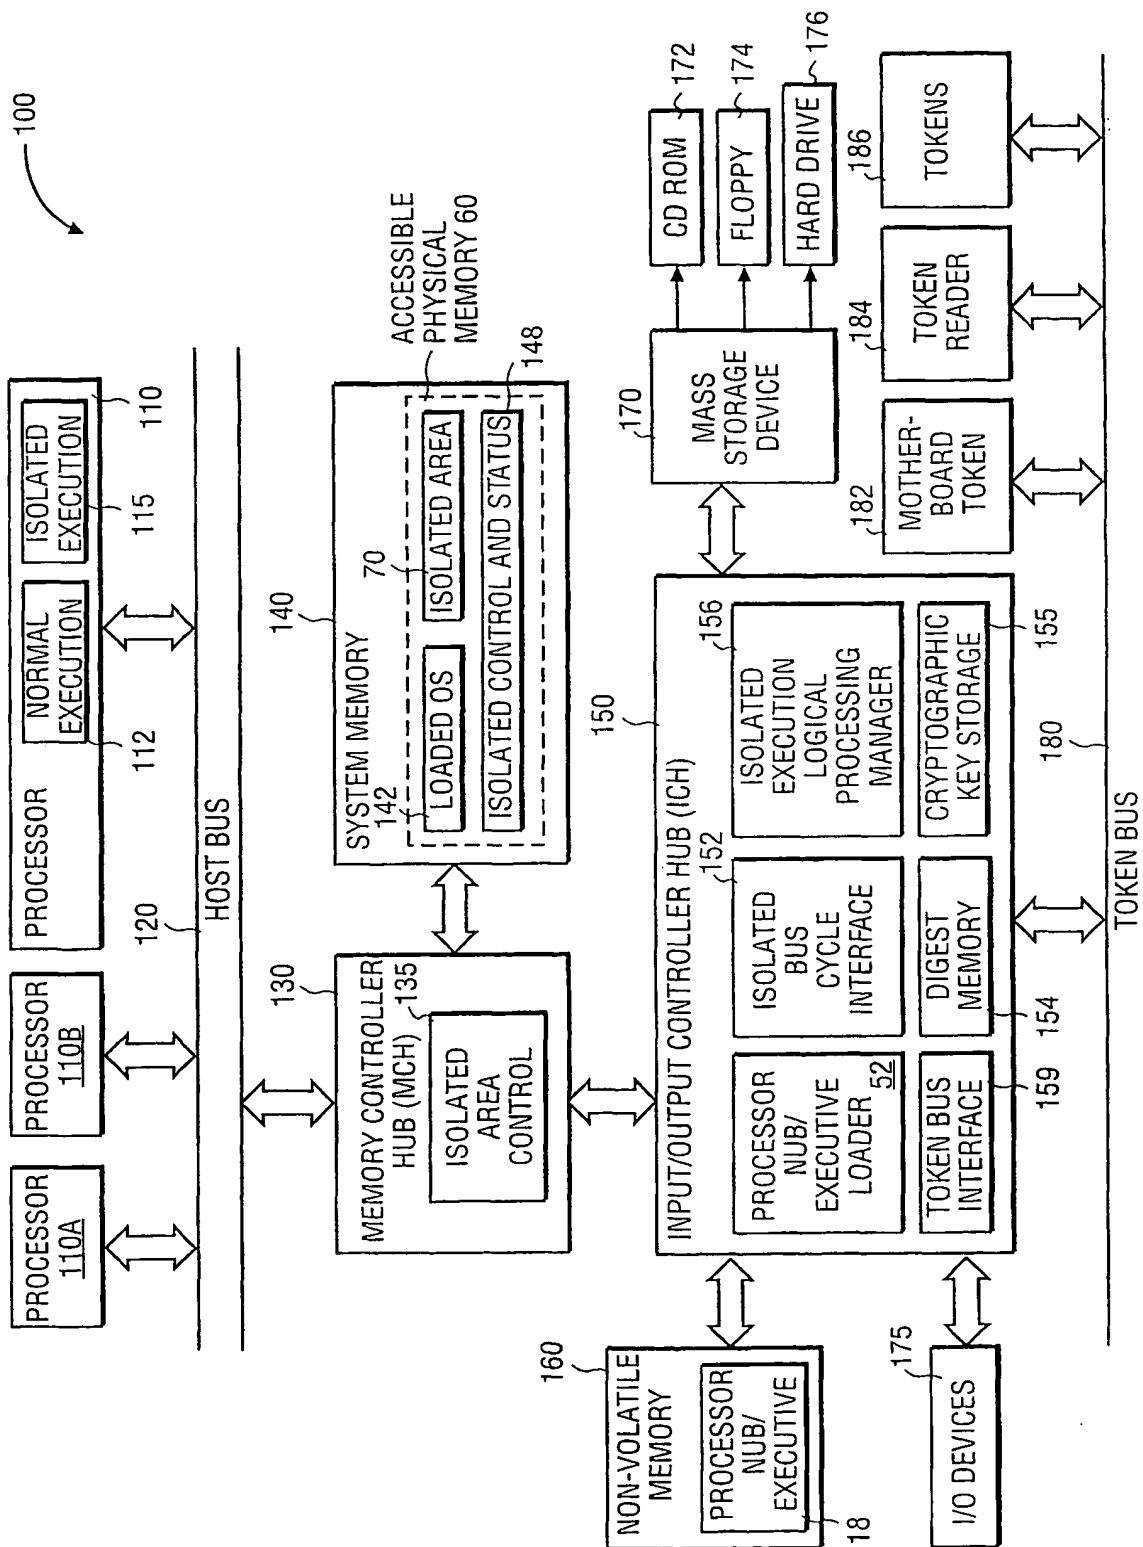 100
PROCESSOR
110A
PROCESSOR
110B
PROCESSOR
NORMAL
EXECUTION
112
ISOLATED
EXECUTION
115
110
120
HOST BUS
130
MEMORY CONTROLLER
HUB (MCH)
135
ISOLATED
AREA
CONTROL
140
SYSTEM MEMORY
142
LOADED OS
70
ISOLATED AREA
ISOLATED CONTROL AND STATUS
148
ACCESSIBLE
PHYSICAL
MEMORY 60
150
INPUT/OUTPUT CONTROLLER HUB (ICH)
PROCESSOR
NUB/
EXECUTIVE
LOADER
52
152
ISOLATED
BUS
CYCLE
INTERFACE
156
ISOLATED
EXECUTION
LOGICAL
PROCESSING
MANAGER
TOKEN BUS
INTERFACE
159
DIGEST
MEMORY
154
CRYPTOGRAPHIC
KEY STORAGE
155
160
NON-VOLATILE
MEMORY
PROCESSOR
NUB/
EXECUTIVE
18
175
I/O DEVICES
170
MASS
STORAGE
DEVICE
CD ROM
172
FLOPPY
174
HARD DRIVE
176
182
MOTHER-
BOARD
TOKEN
184
TOKEN
READER
186
TOKENS
180
TOKEN BUS